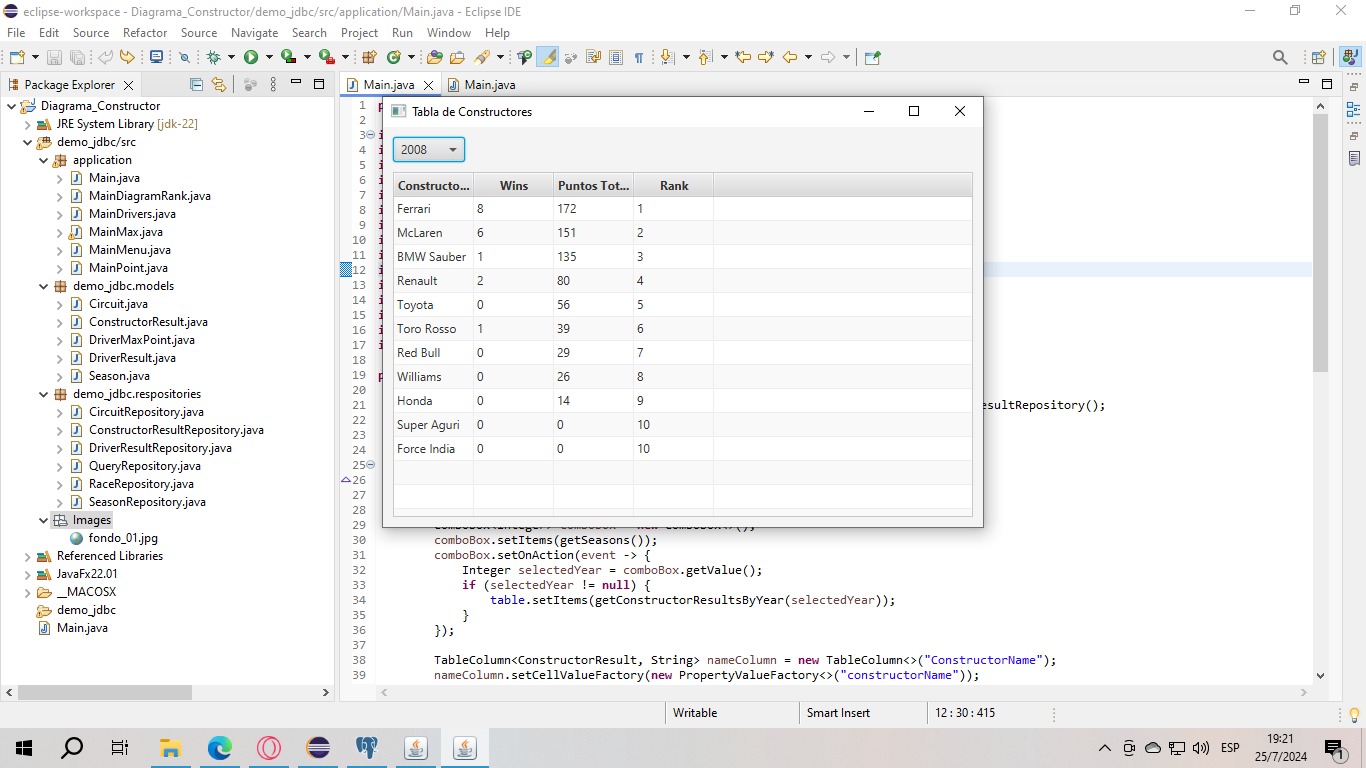 eclipse-workspace - Diagrama_Constructor/demo_jdbc/src/application/Main.java - Eclipse IDE
File Edit Source Refactor Source Navigate Search Project Run Window Help
Package Explorer
Diagrama_Constructor
JRE System Library [jdk-22]
demo_jdbc/src
application
Main.java
MainDiagramRank.java
MainDrivers.java
MainMax.java
MainMenu.java
MainPoint.java
demo_jdbc.models
Circuit.java
ConstructorResult.java
DriverMaxPoint.java
DriverResult.java
Season.java
demo_jdbc.respositories
CircuitRepository.java
ConstructorResultRepository.java
DriverResultRepository.java
QueryRepository.java
RaceRepository.java
SeasonRepository.java
Images
fondo_01.jpg
Referenced Libraries
JavaFx22.01
__MACOSX
demo_jdbc
Main.java
Main.java Main.java
Tabla de Constructores
2008
Constructo... Wins Puntos Tot... Rank
Ferrari 8 172 1
McLaren 6 151 2
BMW Sauber 1 135 3
Renault 2 80 4
Toyota 0 56 5
Toro Rosso 1 39 6
Red Bull 0 29 7
Williams 0 26 8
Honda 0 14 9
Super Aguri 0 0 10
Force India 0 0 10
1
2
3
4
5
6
7
8
9
10
11
12
13
14
15
16
17
18
19
20
21 esultRepository();
22
23
24
25
26
27
28
29 ComboBox<Integer> comboBox = new ComboBox<>();
30 comboBox.setItems(getSeasons());
31 comboBox.setOnAction(event -> {
32 Integer selectedYear = comboBox.getValue();
33 if (selectedYear != null) {
34 table.setItems(getConstructorResultsByYear(selectedYear));
35 }
36 });
37
38 TableColumn<ConstructorResult, String> nameColumn = new TableColumn<>("ConstructorName");
39 nameColumn.setCellValueFactory(new PropertyValueFactory<>("constructorName"));
Writable Smart Insert 12 : 30 : 415
ESP
19:21
25/7/2024
1